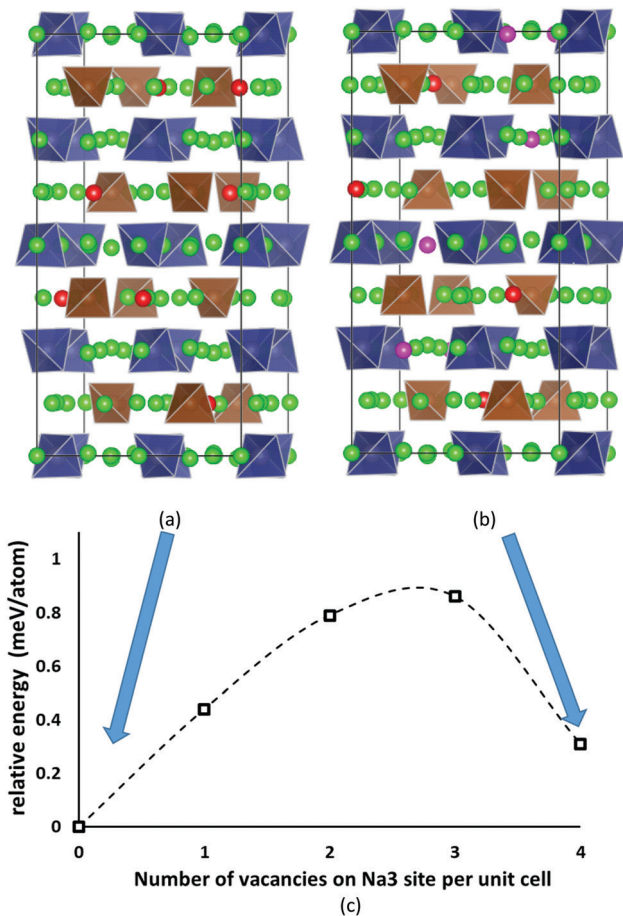 (a)
(b)
1
0.8
0.6
0.4
0.2
0
relative energy (meV/atom)
0 1 2 3 4
Number of vacancies on Na3 site per unit cell
(c)